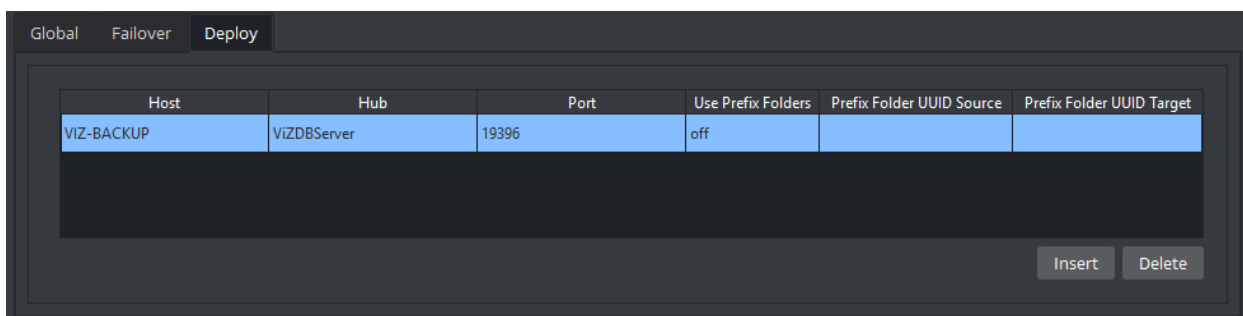 Global Failover Deploy
Host Hub Port Use Prefix Folders Prefix Folder UUID Source Prefix Folder UUID Target
VIZ-BACKUP ViZDBServer 19396 off
Insert Delete